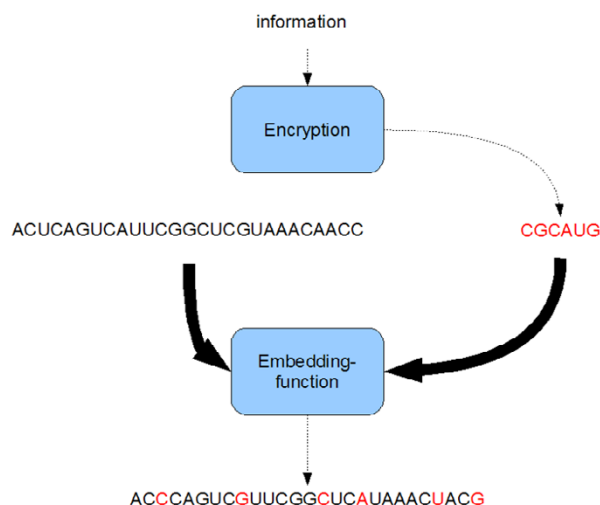 information
Encryption
ACUCAGUCAUUCGGCUCGUAAACAACC
CGCAUG
Embedding-
function
ACCCAGUCGUUCGGCUCAUAAACUACG